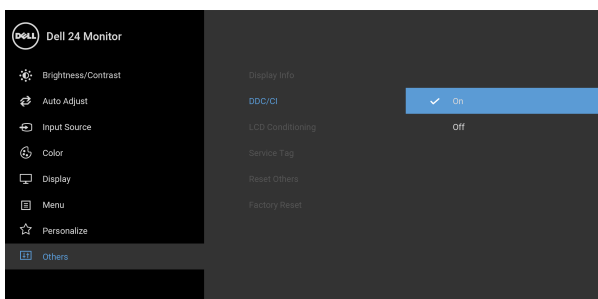 DELL Dell 24 Monitor
Brightness/Contrast
Auto Adjust
Input Source
Color
Display
Menu
Personalize
Others
Display Info
DDC/CI
LCD Conditioning
Service Tag
Reset Others
Factory Reset
On
Off